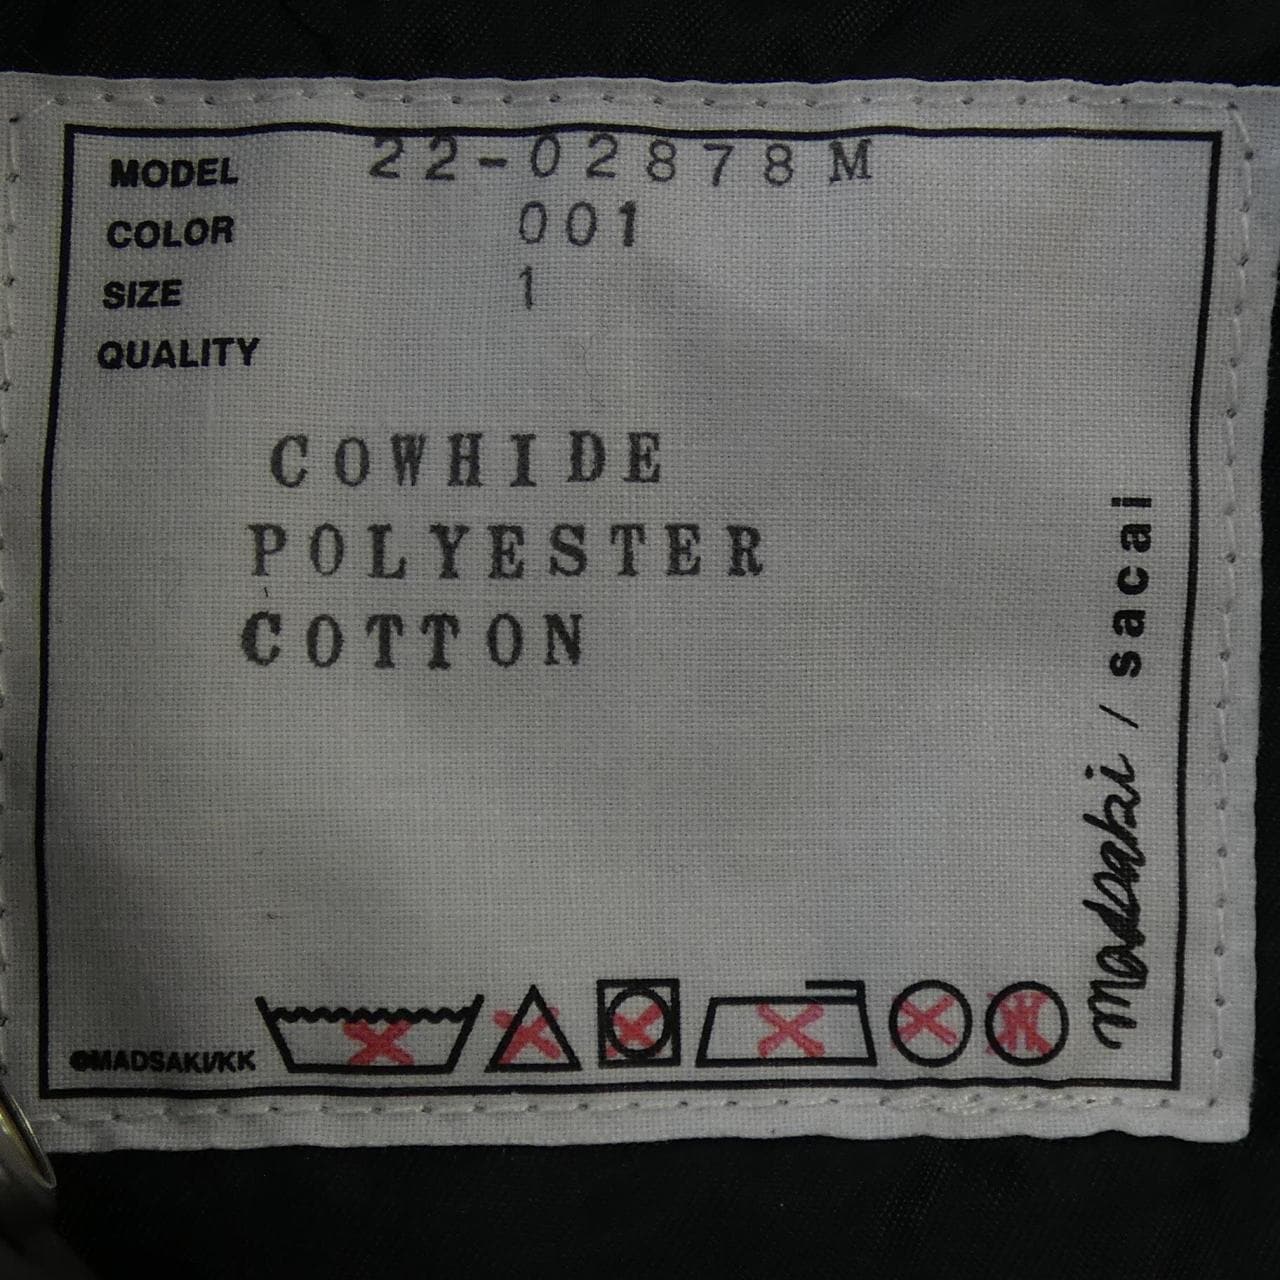 MODEL 22-02878M
COLOR 001
SIZE 1
QUALITY
COWHIDE
POLYESTER
COTTON
©MADSAKI/KK
madsaki / sacai